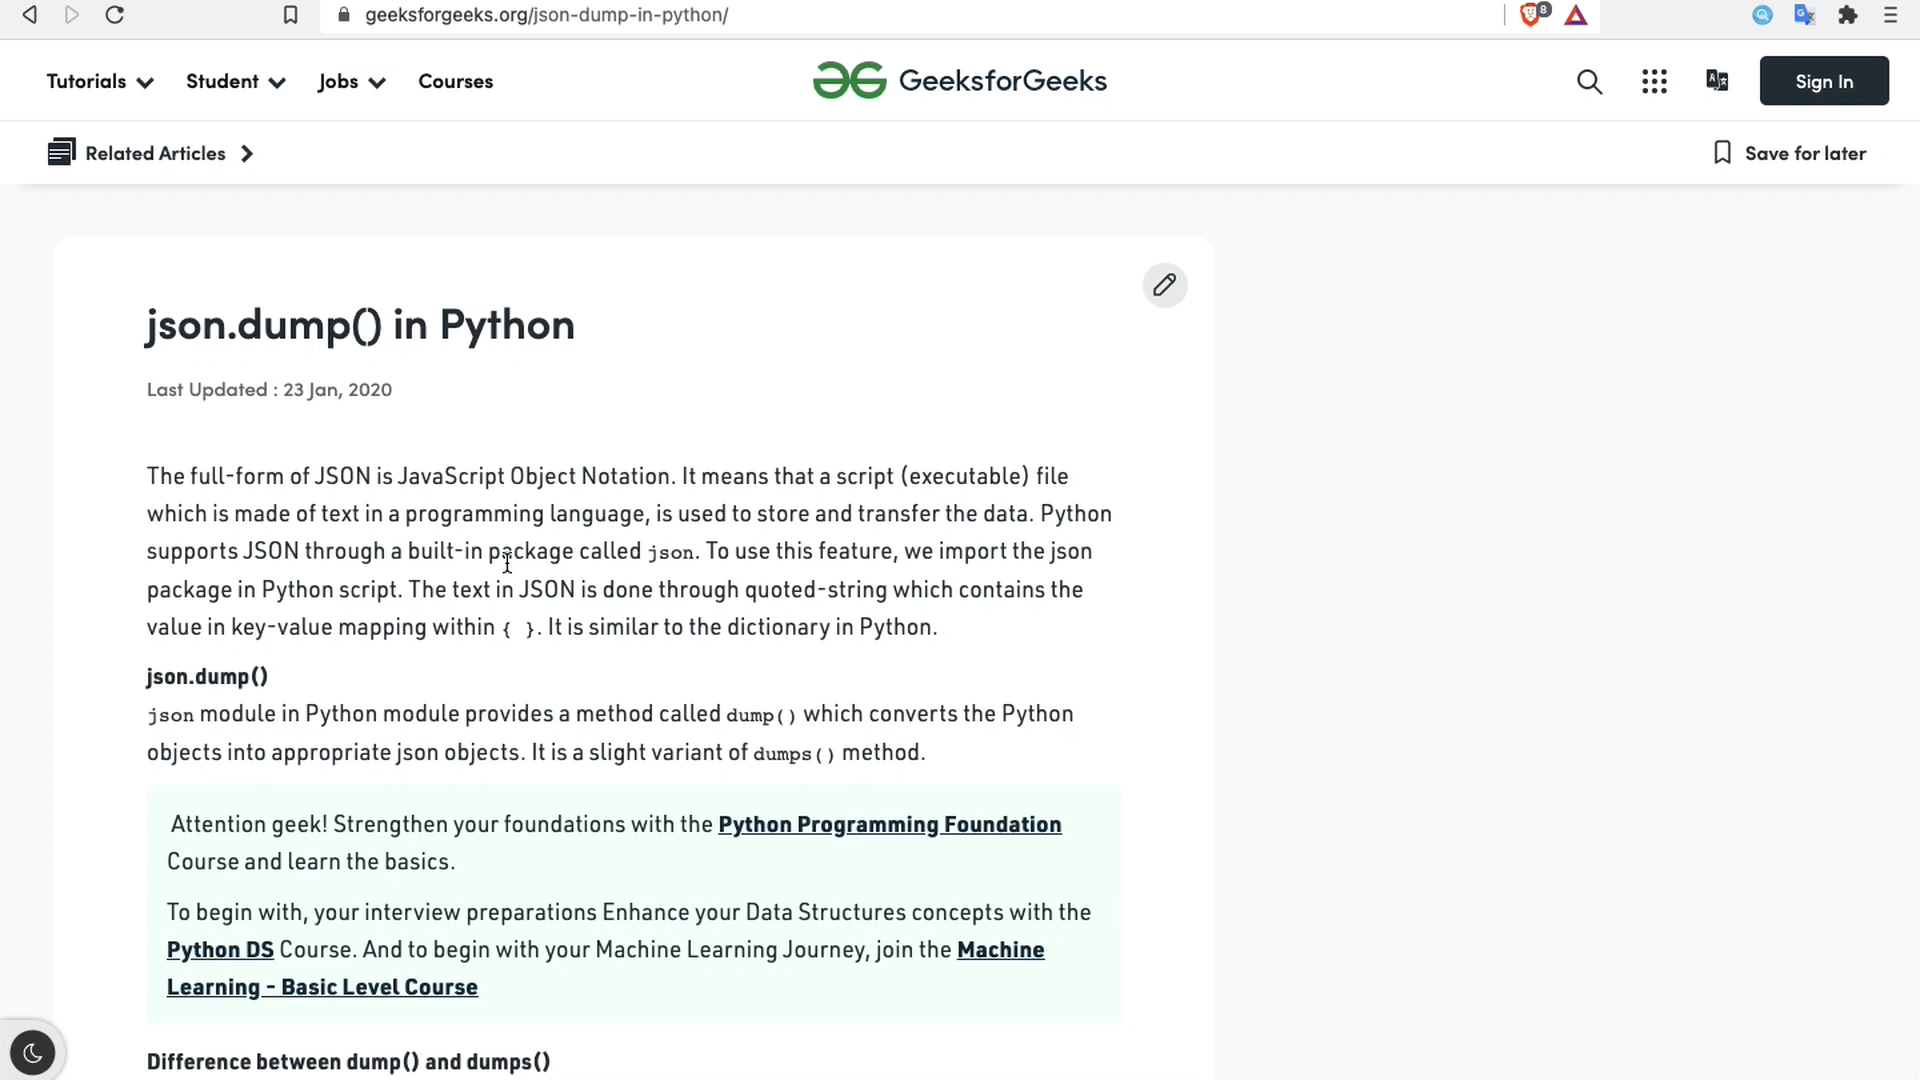 geeksforgeeks.org/json-dump-in-python/
8
Tutorials
Student
Jobs
Courses
GeeksforGeeks
Sign In
Related Articles
Save for later
json.dump() in Python
Last Updated : 23 Jan, 2020
The full-form of JSON is JavaScript Object Notation. It means that a script (executable) file
which is made of text in a programming language, is used to store and transfer the data. Python
supports JSON through a built-in package called json. To use this feature, we import the json
package in Python script. The text in JSON is done through quoted-string which contains the
value in key-value mapping within { }. It is similar to the dictionary in Python.
json.dump()
json module in Python module provides a method called dump() which converts the Python
objects into appropriate json objects. It is a slight variant of dumps() method.
Attention geek! Strengthen your foundations with the Python Programming Foundation
Course and learn the basics.
To begin with, your interview preparations Enhance your Data Structures concepts with the
Python DS Course. And to begin with your Machine Learning Journey, join the Machine
Learning - Basic Level Course
Difference between dump() and dumps()